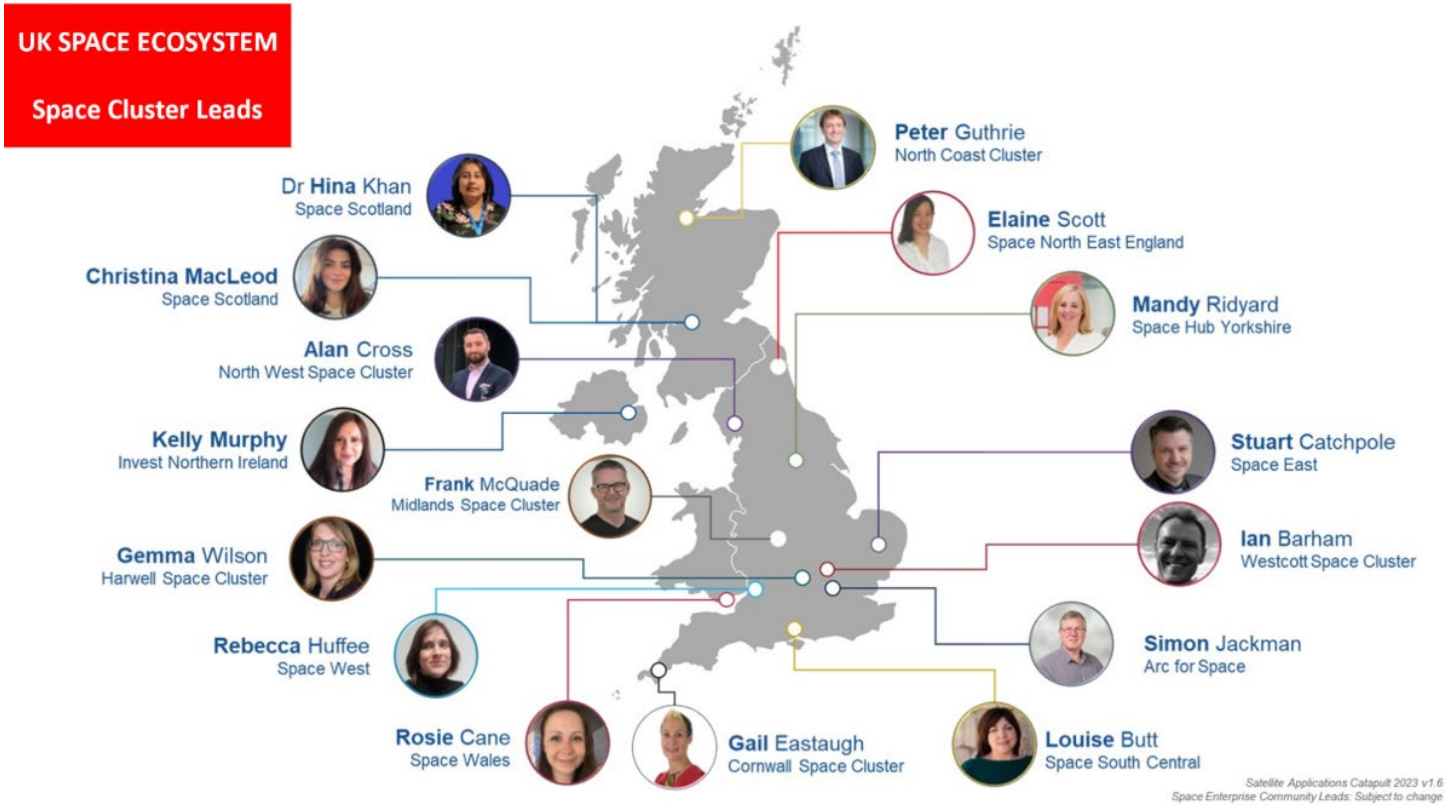 UK SPACE ECOSYSTEM
Space Cluster Leads
Peter Guthrie
North Coast Cluster
Dr Hina Khan
Space Scotland
Elaine Scott
Space North East England
Christina MacLeod
Space Scotland
Mandy Ridyard
Space Hub Yorkshire
Alan Cross
North West Space Cluster
Kelly Murphy
Invest Northern Ireland
Stuart Catchpole
Space East
Frank McQuade
Midlands Space Cluster
Gemma Wilson
Harwell Space Cluster
Ian Barham
Westcott Space Cluster
Rebecca Huffee
Space West
Simon Jackman
Arc for Space
Rosie Cane
Space Wales
Gail Eastaugh
Cornwall Space Cluster
Louise Butt
Space South Central
Satellite Applications Catapult 2023 v1.6
Space Enterprise Community Leads: Subject to change